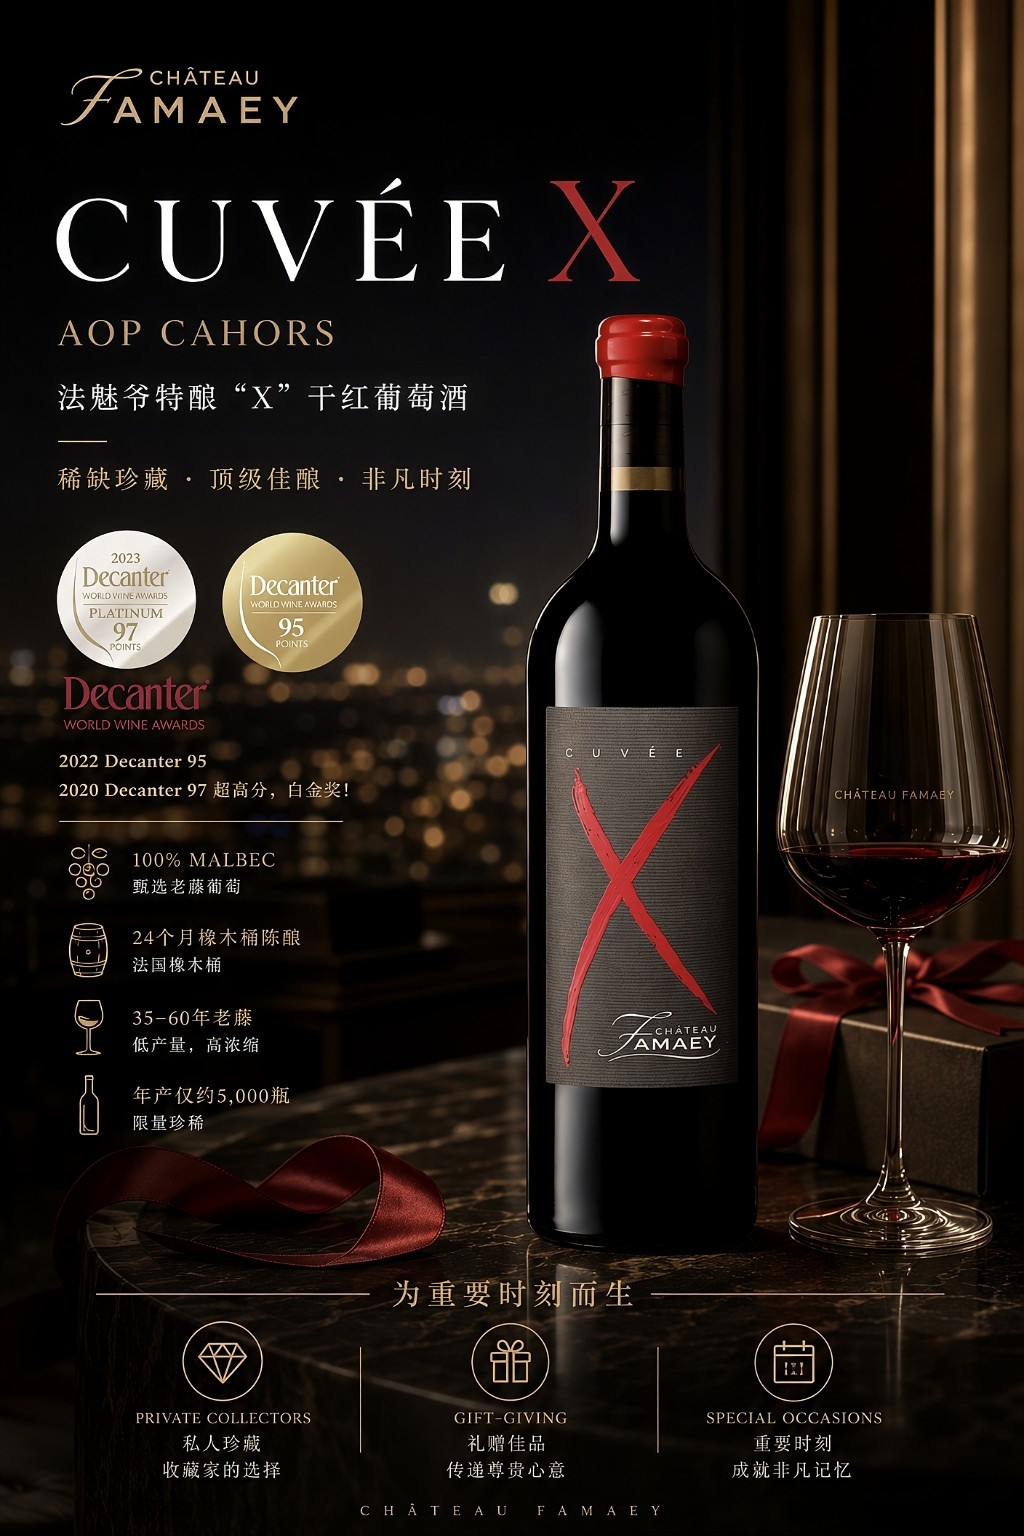 CHÂTEAU
FAMAEY
CUVÉE X
AOP CAHORS
法魅爷特酿“X”干红葡萄酒
稀缺珍藏 · 顶级佳酿 · 非凡时刻
2023
Decanter
WORLD WINE AWARDS
PLATINUM
97
POINTS
Decanter
WORLD WINE AWARDS
95
POINTS
Decanter
WORLD WINE AWARDS
2022 Decanter 95
2020 Decanter 97 超高分，白金奖！
100% MALBEC
甄选老藤葡萄
24个月橡木桶陈酿
法国橡木桶
35-60年老藤
低产量，高浓缩
年产仅约5,000瓶
限量珍稀
CUVÉE
X
CHÂTEAU
FAMAEY
CHÂTEAU FAMAEY
为重要时刻而生
PRIVATE COLLECTORS
私人珍藏
收藏家的选择
GIFT-GIVING
礼赠佳品
传递尊贵心意
SPECIAL OCCASIONS
重要时刻
成就非凡记忆
CHÂTEAU FAMAEY